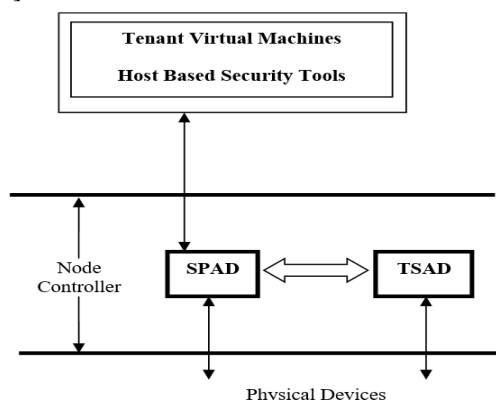 Tenant Virtual Machines
Host Based Security Tools
Node
Controller
SPAD
TSAD
Physical Devices